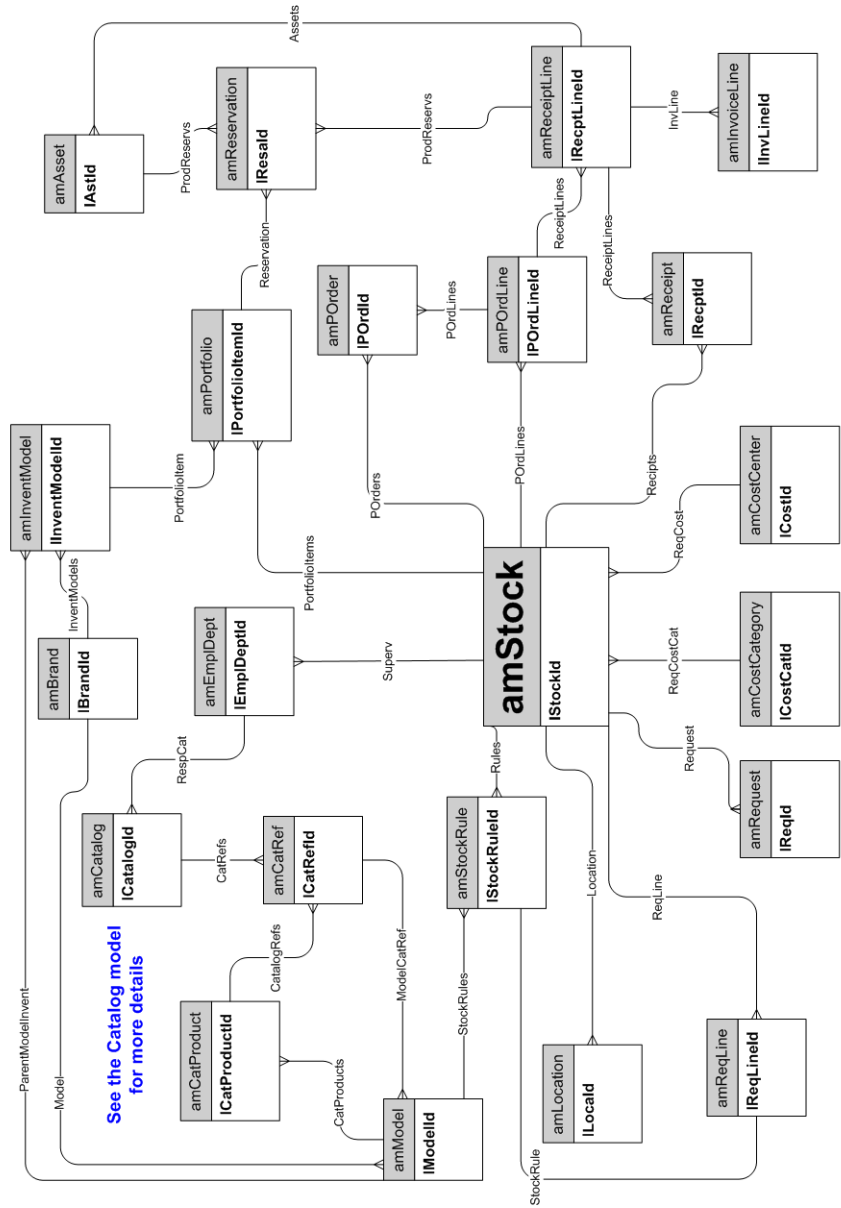 ParentModelInvent
amInventModel
lInventModelId
Model
amBrand
lBrandId
InventModels
amAsset
lAstId
Assets
See the Catalog model
for more details
amCatalog
lCatalogId
RespCat
PortfolioItem
ProdReservs
amCatProduct
lCatProductId
CatRefs
amEmplDept
lEmplDeptId
amPortfolio
lPortfolioItemId
amReservation
lResaId
Reservation
CatalogRefs
amCatRef
lCatRefId
CatProducts
PortfolioItems
amPOrder
lPOrdId
POrders
Superv
ModelCatRef
amModel
lModelId
ProdReservs
POrdLines
StockRules
amStockRule
lStockRuleId
Rules
amStock
lStockId
amPOrdLine
lPOrdLineId
POrdLines
amReceiptLine
lRecptLineId
StockRule
ReceiptLines
amLocation
lLocaId
Location
ReceiptLines
Recipts
amReceipt
lRecptId
InvLine
ReqLine
Request
ReqCostCat
ReqCost
amReqLine
lReqLineId
amRequest
lReqId
amCostCategory
lCostCatId
amCostCenter
lCostId
amInvoiceLine
lInvLineId